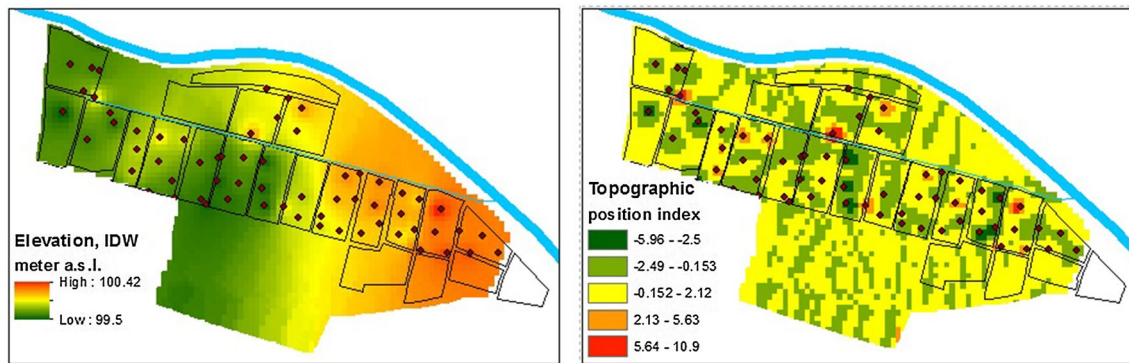 Elevation, IDW
meter a.s.l.
High : 100.42
Low : 99.5
Topographic
position index
-5.96 - -2.5
-2.49 - -0.153
-0.152 - 2.12
2.13 - 5.63
5.64 - 10.9